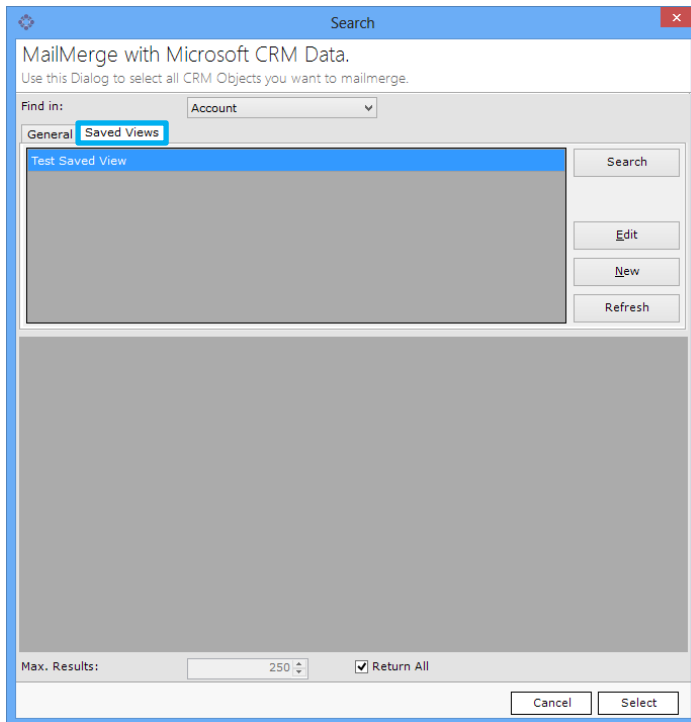 Search
MailMerge with Microsoft CRM Data.
Use this Dialog to select all CRM Objects you want to mailmerge.
Find in: Account
General Saved Views
Test Saved View
Search
Edit
New
Refresh
Max. Results: 250 Return All
Cancel Select